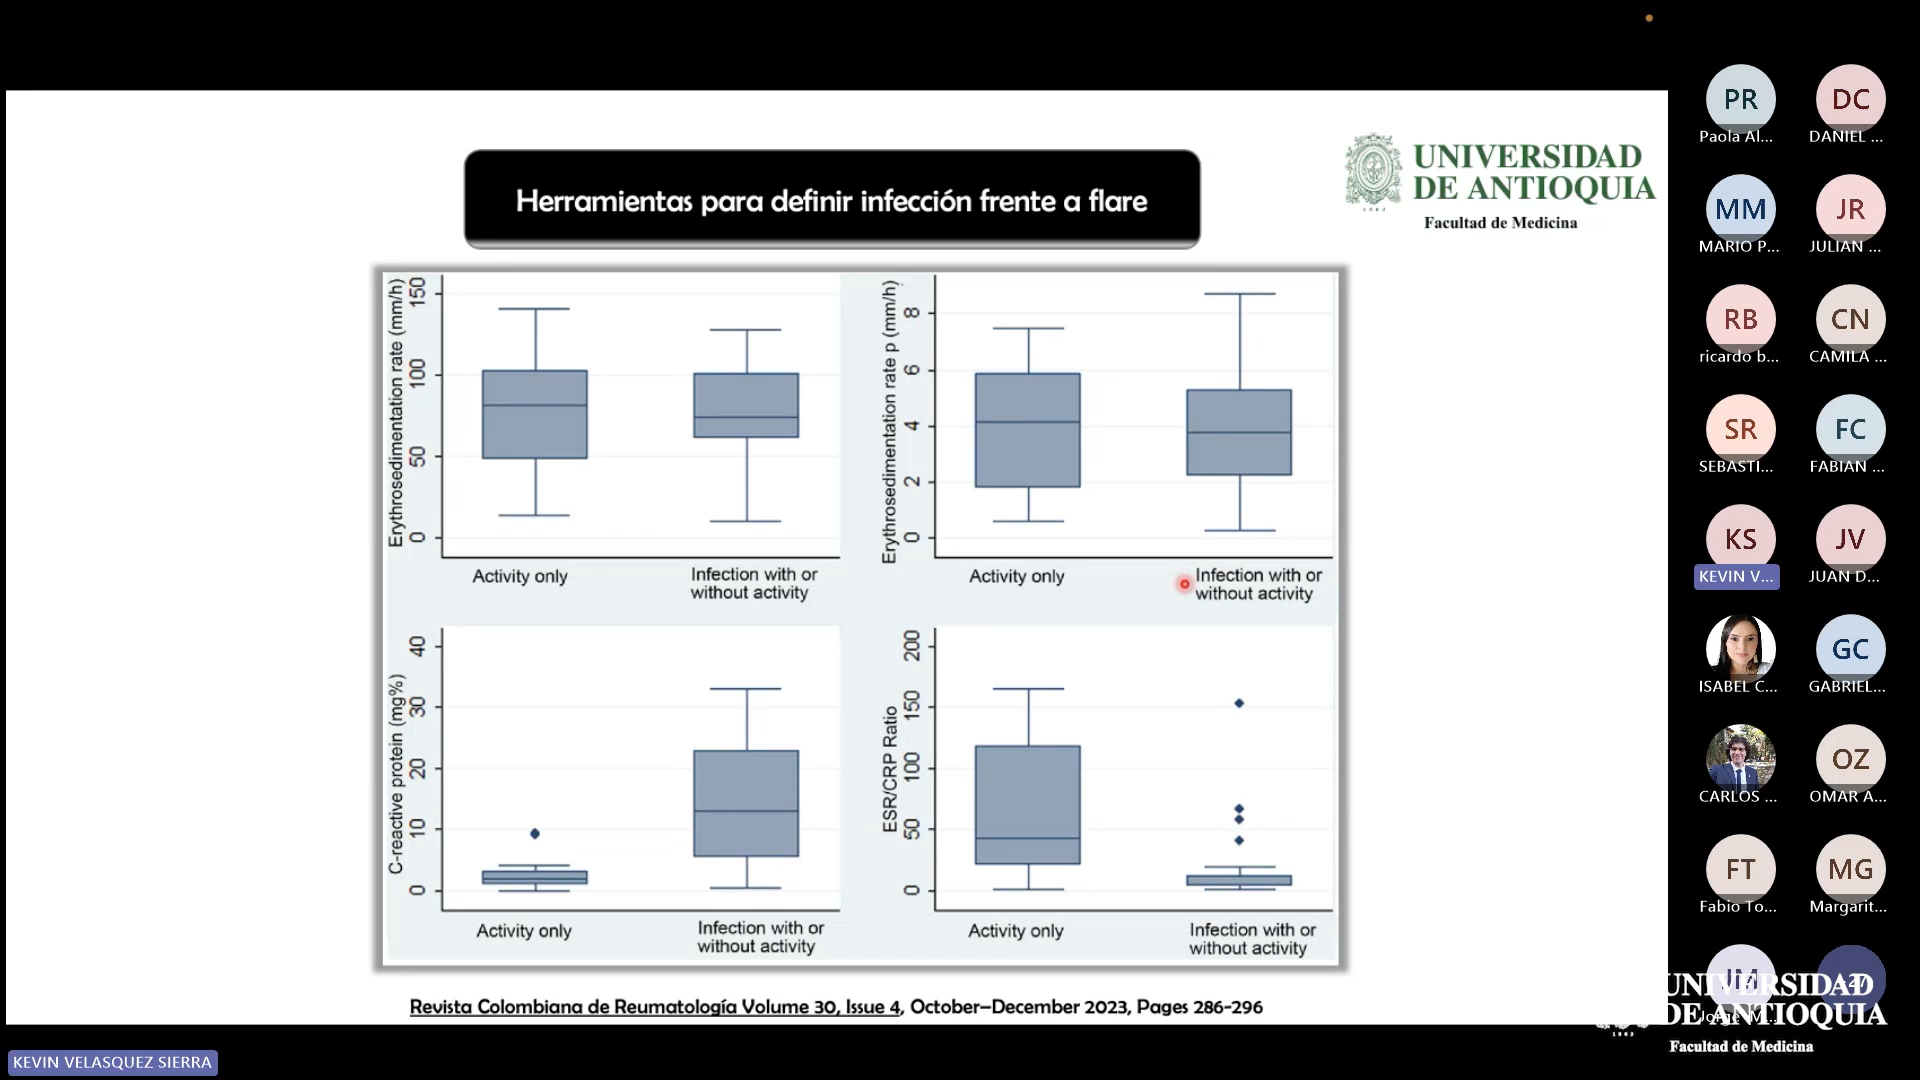 Herramientas para definir infección frente a flare
UNIVERSIDAD
DE ANTIOQUIA
1803
Facultad de Medicina
Erythrosedimentation rate (mm/h)
150
100
50
0
Activity only
Infection with or
without activity
Erythrosedimentation rate p (mm/h)
8
6
4
2
0
Activity only
Infection with or
without activity
C-reactive protein (mg%)
40
30
20
10
0
Activity only
Infection with or
without activity
ESR/CRP Ratio
200
150
100
50
0
Activity only
Infection with or
without activity
Revista Colombiana de Reumatología Volume 30, Issue 4, October–December 2023, Pages 286-296
PR
Paola Al...
DC
DANIEL ...
MM
MARIO P...
JR
JULIAN ...
RB
ricardo b...
CN
CAMILA ...
SR
SEBASTI...
FC
FABIAN ...
KS
KEVIN V...
JV
JUAN D...
ISABEL C...
GC
GABRIEL...
CARLOS ...
OZ
OMAR A...
FT
Fabio To...
MG
Margarit...
JM
UNIVERSIDAD
DE ANTIOQUIA
1803
Facultad de Medicina
KEVIN VELASQUEZ SIERRA